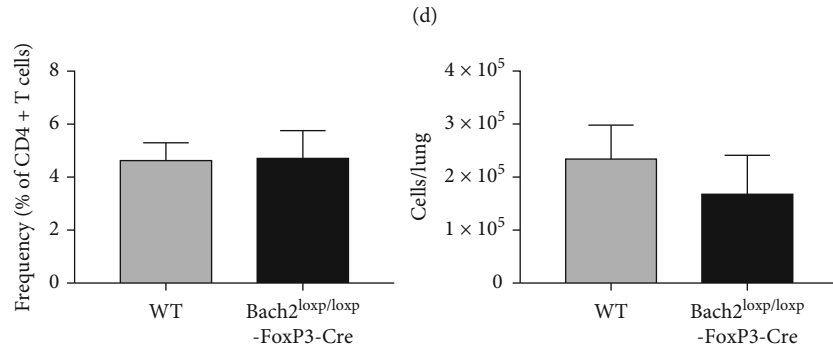 (d)
Frequency (% of CD4 + T cells)
8
6
4
2
0
WT
Bach2loxp/loxp
-FoxP3-Cre
Cells/lung
4 × 10⁵
3 × 10⁵
2 × 10⁵
1 × 10⁵
0
WT
Bach2loxp/loxp
-FoxP3-Cre